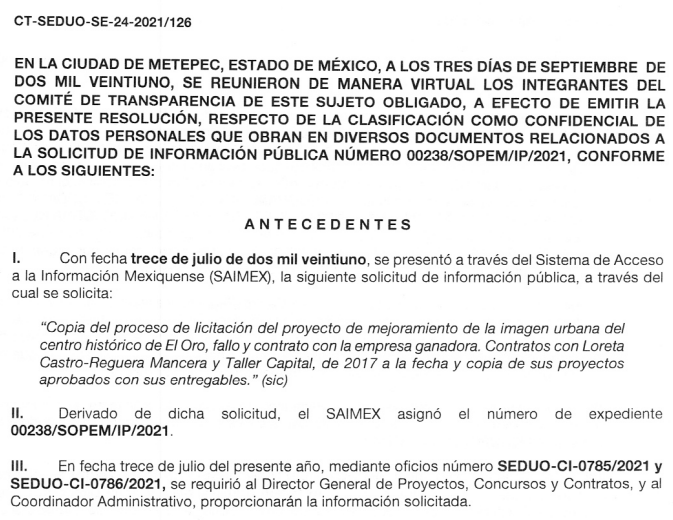 CT-SEDUO-SE-24-2021/126
EN LA CIUDAD DE METEPEC, ESTADO DE MÉXICO, A LOS TRES DÍAS DE SEPTIEMBRE DE
DOS MIL VEINTIUNO, SE REUNIERON DE MANERA VIRTUAL LOS INTEGRANTES DEL
COMITÉ DE TRANSPARENCIA DE ESTE SUJETO OBLIGADO, A EFECTO DE EMITIR LA
PRESENTE RESOLUCIÓN, RESPECTO DE LA CLASIFICACIÓN COMO CONFIDENCIAL DE
LOS DATOS PERSONALES QUE OBRAN EN DIVERSOS DOCUMENTOS RELACIONADOS A
LA SOLICITUD DE INFORMACIÓN PÚBLICA NÚMERO 00238/SOPEM/IP/2021, CONFORME
A LOS SIGUIENTES:
A N T E C E D E N T E S
I. Con fecha trece de julio de dos mil veintiuno, se presentó a través del Sistema de Acceso
a la Información Mexiquense (SAIMEX), la siguiente solicitud de información pública, a través del
cual se solicita:
“Copia del proceso de licitación del proyecto de mejoramiento de la imagen urbana del
centro histórico de El Oro, fallo y contrato con la empresa ganadora. Contratos con Loreta
Castro-Reguera Mancera y Taller Capital, de 2017 a la fecha y copia de sus proyectos
aprobados con sus entregables.” (sic)
II. Derivado de dicha solicitud, el SAIMEX asignó el número de expediente
00238/SOPEM/IP/2021.
III. En fecha trece de julio del presente año, mediante oficios número SEDUO-CI-0785/2021 y
SEDUO-CI-0786/2021, se requirió al Director General de Proyectos, Concursos y Contratos, y al
Coordinador Administrativo, proporcionarán la información solicitada.